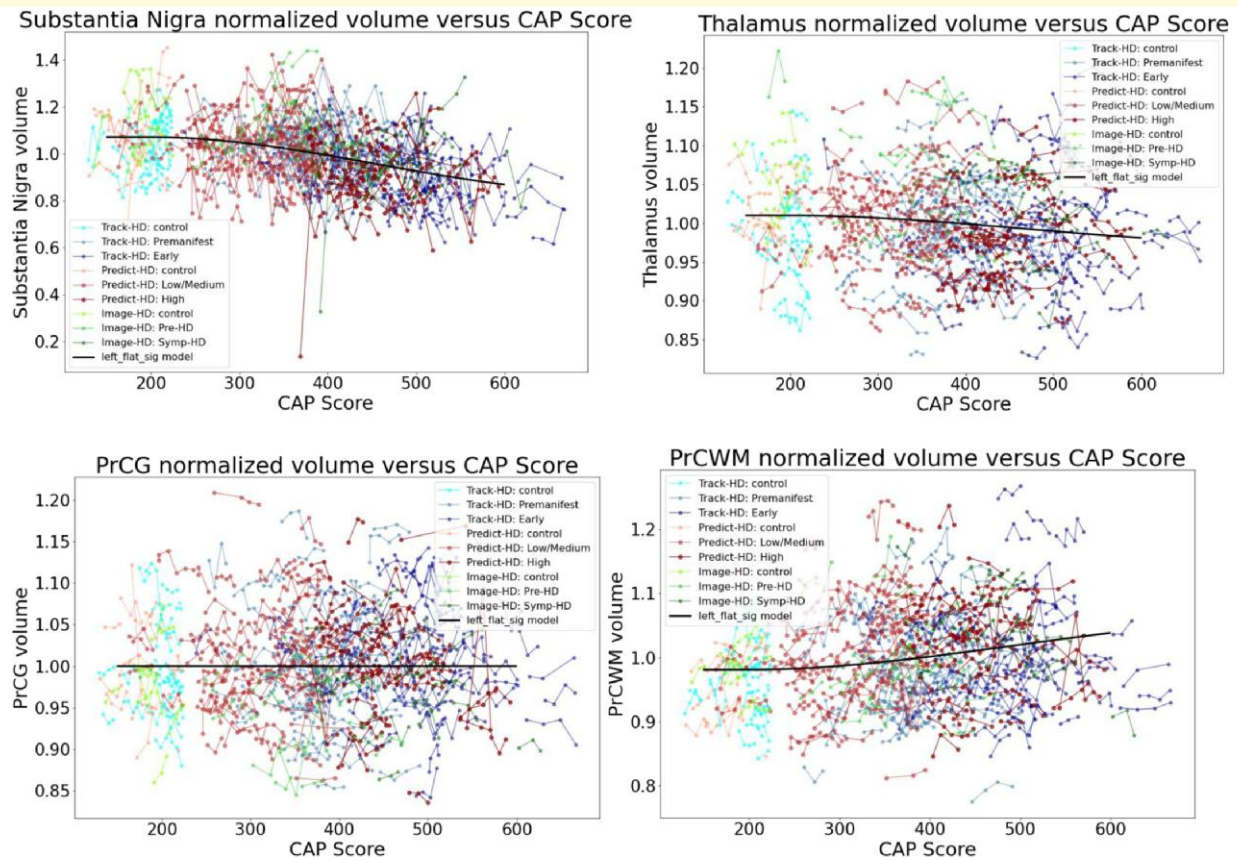 Substantia Nigra normalized volume versus CAP Score
Substantia Nigra volume
1.4
1.2
1.0
0.8
0.6
0.4
0.2
Track-HD: control
Track-HD: Premanifest
Track-HD: Early
Predict-HD: control
Predict-HD: Low/Medium
Predict-HD: High
Image-HD: control
Image-HD: Pre-HD
Image-HD: Symp-HD
left_flat_sig model
200 300 400 500 600
CAP Score
Thalamus normalized volume versus CAP Score
Thalamus volume
1.20
1.15
1.10
1.05
1.00
0.95
0.90
0.85
Track-HD: control
Track-HD: Premanifest
Track-HD: Early
Predict-HD: control
Predict-HD: Low/Medium
Predict-HD: High
Image-HD: control
Image-HD: Pre-HD
Image-HD: Symp-HD
left_flat_sig model
200 300 400 500 600
CAP Score
PrCG normalized volume versus CAP Score
PrCG volume
1.20
1.15
1.10
1.05
1.00
0.95
0.90
0.85
Track-HD: control
Track-HD: Premanifest
Track-HD: Early
Predict-HD: control
Predict-HD: Low/Medium
Predict-HD: High
Image-HD: control
Image-HD: Pre-HD
Image-HD: Symp-HD
left_flat_sig model
200 300 400 500 600
CAP Score
PrCWM normalized volume versus CAP Score
PrCWM volume
1.2
1.1
1.0
0.9
0.8
Track-HD: control
Track-HD: Premanifest
Track-HD: Early
Predict-HD: control
Predict-HD: Low/Medium
Predict-HD: High
Image-HD: control
Image-HD: Pre-HD
Image-HD: Symp-HD
left_flat_sig model
200 300 400 500 600
CAP Score